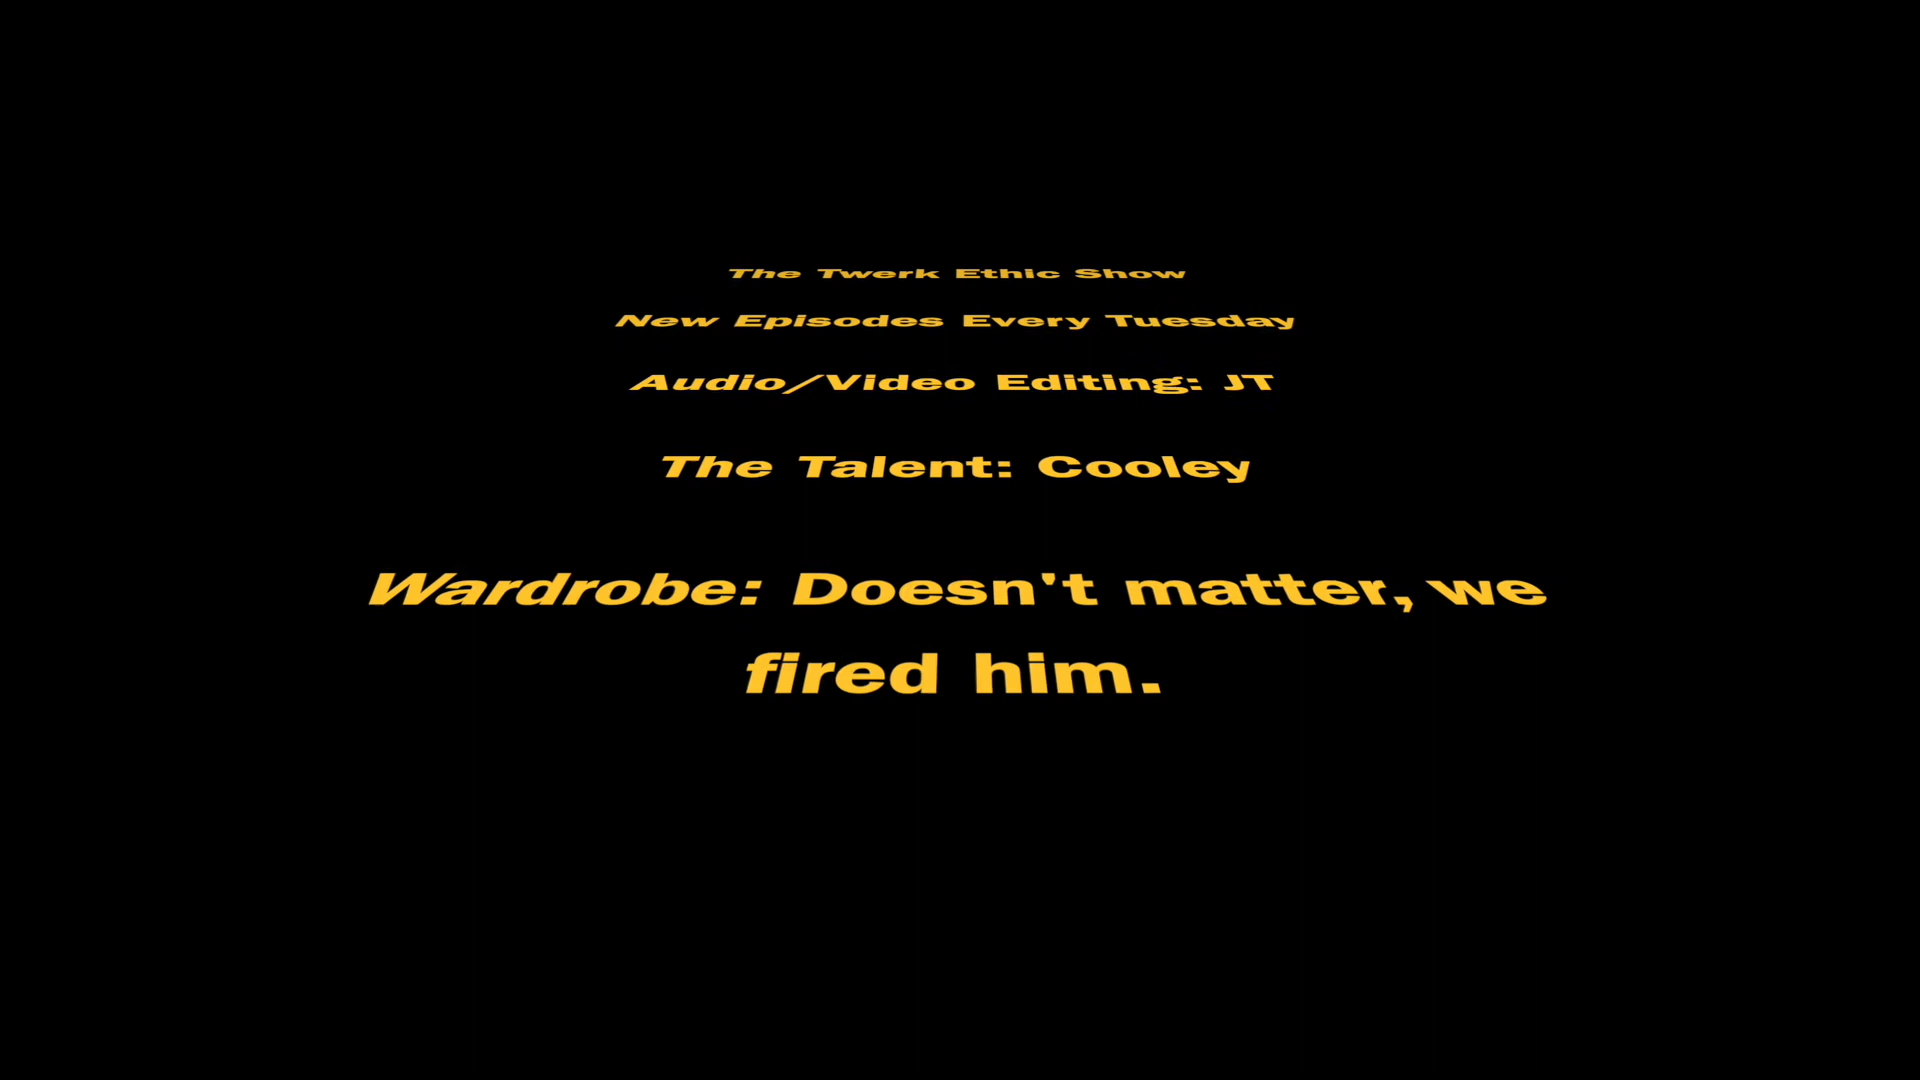 The Twerk Ethic Show
New Episodes Every Tuesday
Audio/Video Editing: JT
The Talent: Cooley
Wardrobe: Doesn't matter, we
fired him.